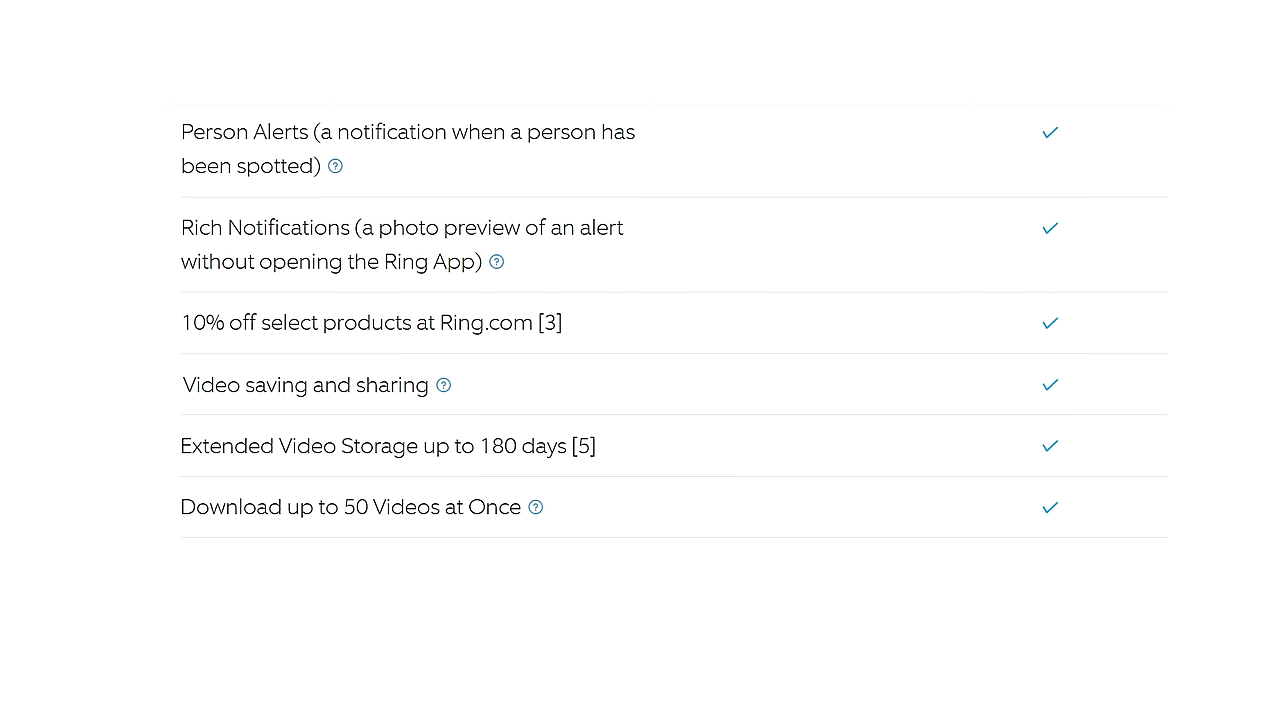 Person Alerts (a notification when a person has
been spotted)
Rich Notifications (a photo preview of an alert
without opening the Ring App)
10% off select products at Ring.com [3]
Video saving and sharing
Extended Video Storage up to 180 days [5]
Download up to 50 Videos at Once